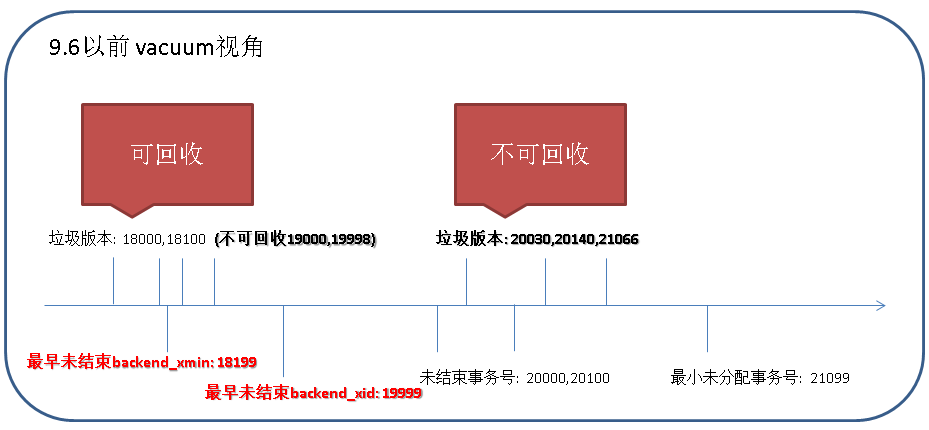 9.6以前 vacuum视角
可回收
不可回收
垃圾版本: 18000,18100 (不可回收19000,19998)
垃圾版本: 20030,20140,21066
最早未结束backend_xmin: 18199
最早未结束backend_xid: 19999
未结束事务号: 20000,20100
最小未分配事务号: 21099